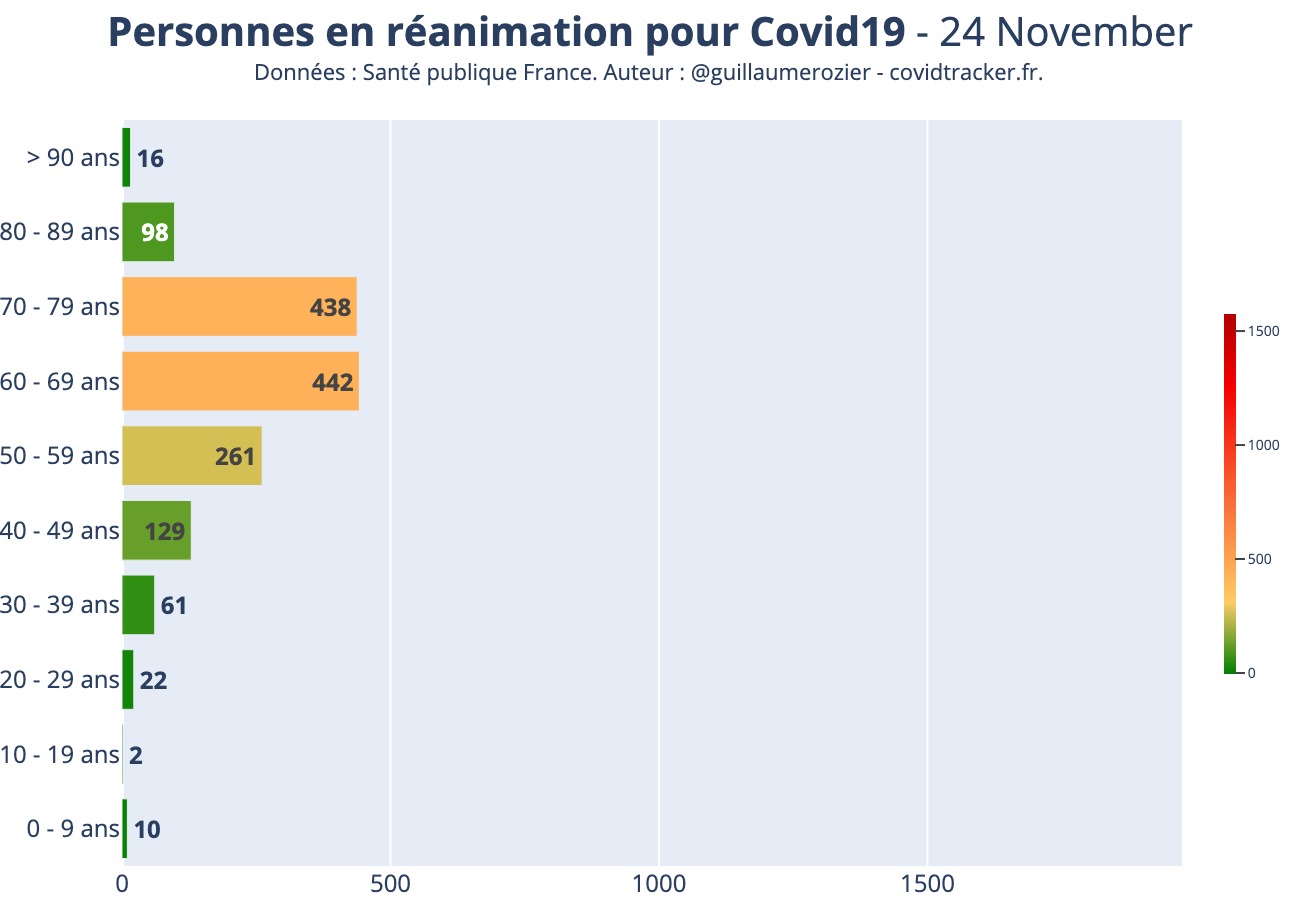 Personnes en réanimation pour Covid19 - 24 November
Données : Santé publique France. Auteur : @guillaumerozier - covidtracker.fr.
> 90 ans 16
80 - 89 ans 98
70 - 79 ans 438
60 - 69 ans 442
50 - 59 ans 261
40 - 49 ans 129
30 - 39 ans 61
20 - 29 ans 22
10 - 19 ans 2
0 - 9 ans 10
0 500 1000 1500
1500
1000
500
0